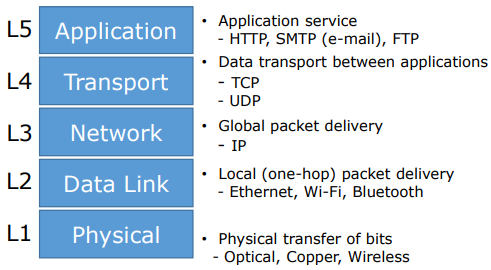 L5 Application
• Application service
- HTTP, SMTP (e-mail), FTP
L4 Transport
• Data transport between applications
- TCP
- UDP
L3 Network
• Global packet delivery
- IP
L2 Data Link
• Local (one-hop) packet delivery
- Ethernet, Wi-Fi, Bluetooth
L1 Physical
• Physical transfer of bits
- Optical, Copper, Wireless